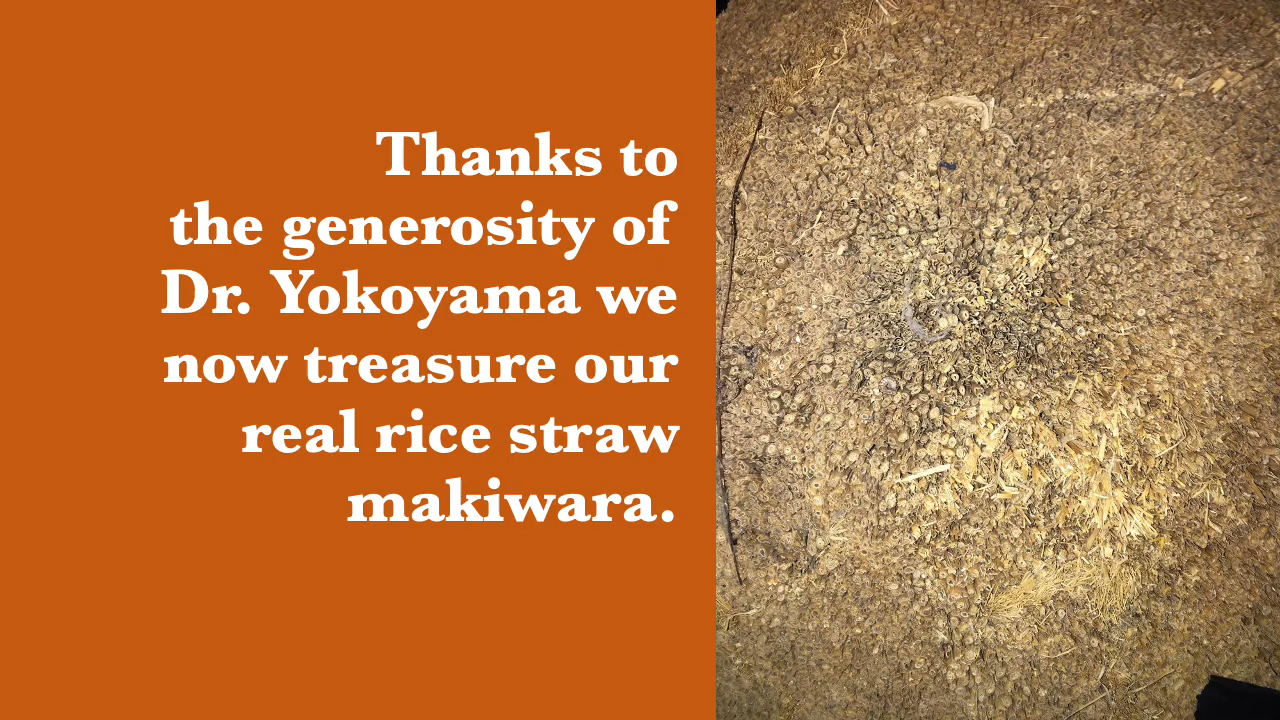 Thanks to
the generosity of
Dr. Yokoyama we
now treasure our
real rice straw
makiwara.